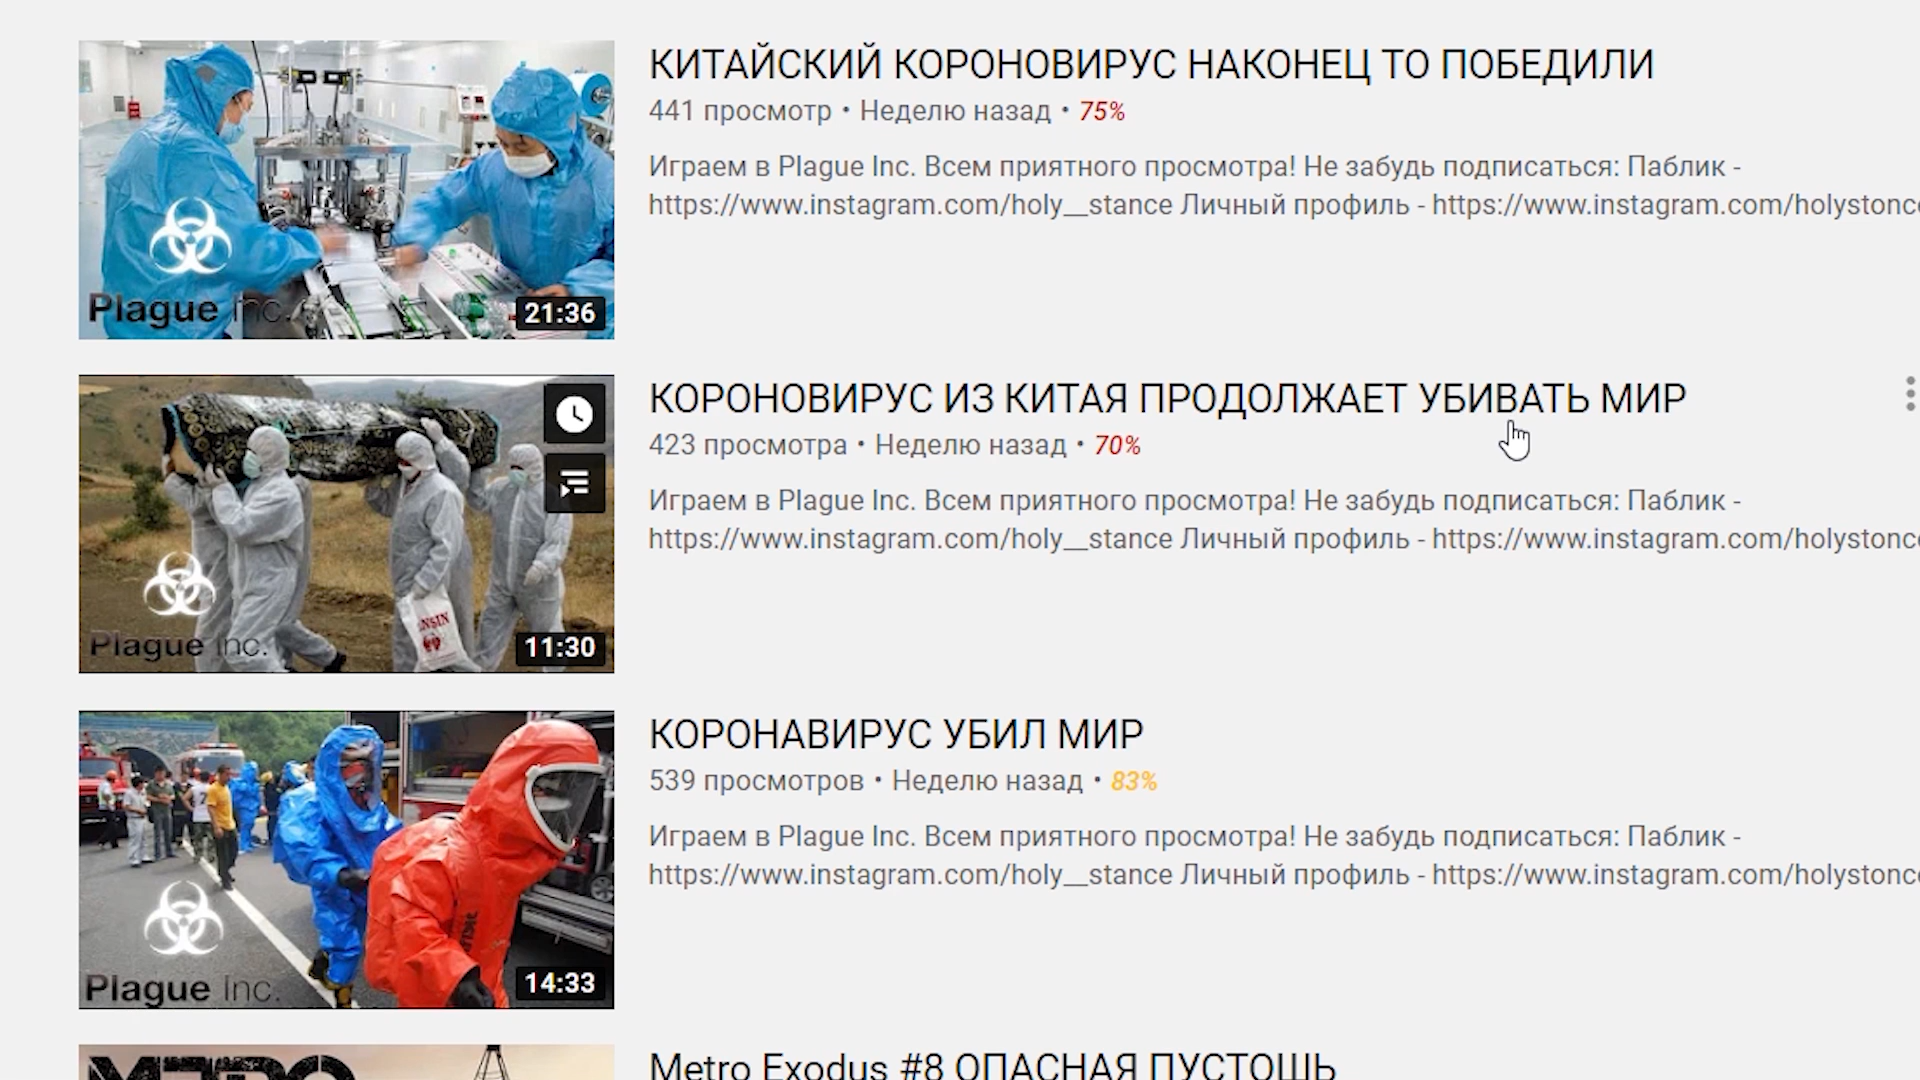 КИТАЙСКИЙ КОРОНОВИРУС НАКОНЕЦ ТО ПОБЕДИЛИ
441 просмотр • Неделю назад • 75%
Играем в Plague Inc. Всем приятного просмотра! Не забудь подписаться: Паблик -
https://www.instagram.com/holy__stance Личный профиль - https://www.instagram.com/holystonc
Plague Inc.
21:36
КОРОНОВИРУС ИЗ КИТАЯ ПРОДОЛЖАЕТ УБИВАТЬ МИР
423 просмотра • Неделю назад • 70%
Играем в Plague Inc. Всем приятного просмотра! Не забудь подписаться: Паблик -
https://www.instagram.com/holy__stance Личный профиль - https://www.instagram.com/holystonc
Plague Inc.
11:30
КОРОНАВИРУС УБИЛ МИР
539 просмотров • Неделю назад • 83%
Играем в Plague Inc. Всем приятного просмотра! Не забудь подписаться: Паблик -
https://www.instagram.com/holy__stance Личный профиль - https://www.instagram.com/holystonc
Plague Inc.
14:33
METRO
Metro Exodus #8 ОПАСНАЯ ПУСТОШЬ